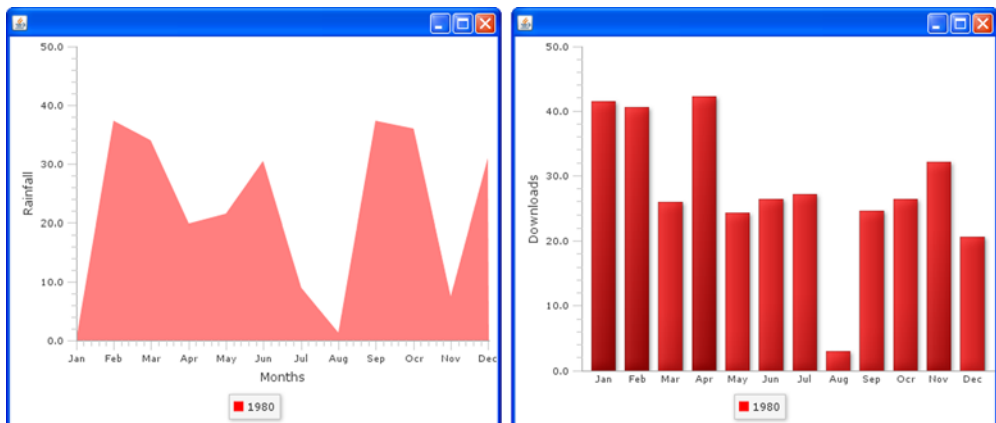 50.0
40.0
30.0
20.0
10.0
0.0
Rainfall
Jan Feb Mar Apr May Jun Jul Aug Sep Ocr Nov Dec
Months
1980
50.0
40.0
30.0
20.0
10.0
0.0
Downloads
Jan Feb Mar Apr May Jun Jul Aug Sep Ocr Nov Dec
1980